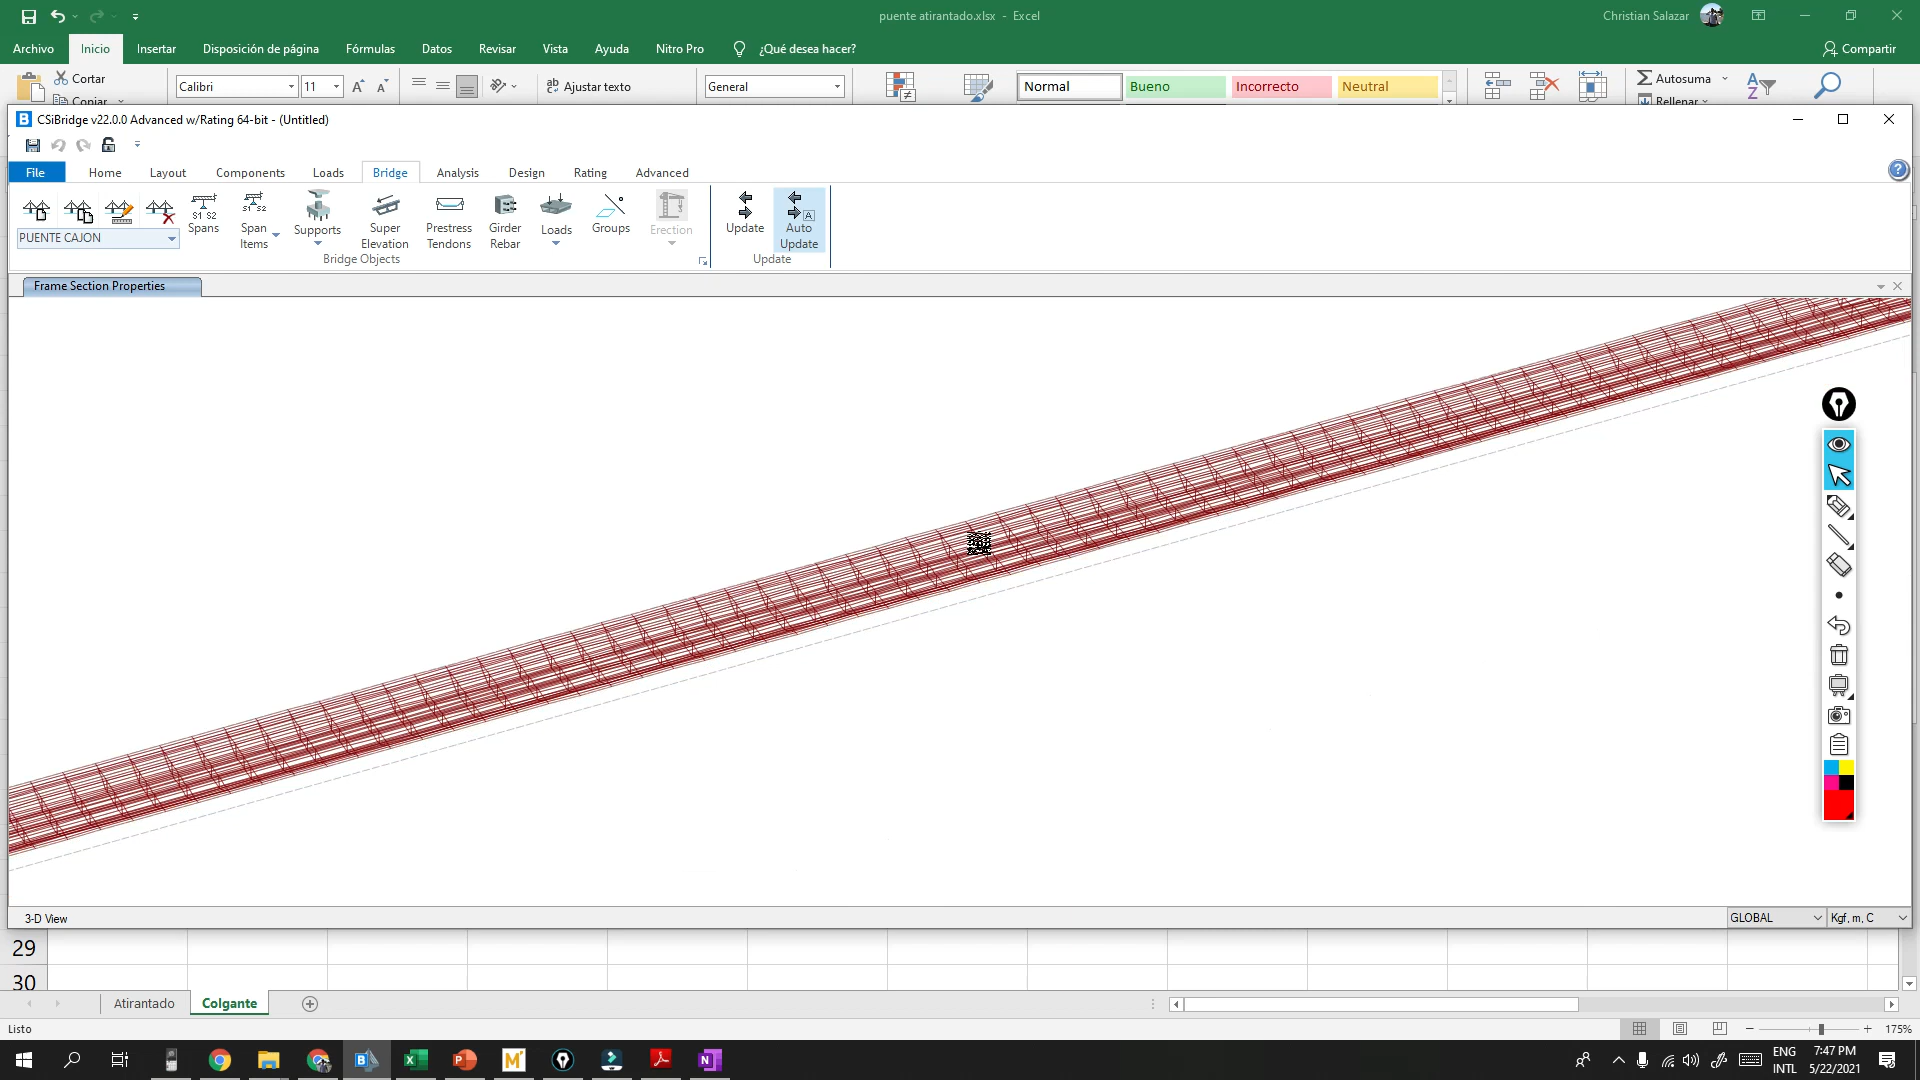 puente atirantado.xlsx - Excel
Christian Salazar
Archivo Inicio Insertar Disposición de página Fórmulas Datos Revisar Vista Ayuda Nitro Pro ¿Qué desea hacer? Compartir
Cortar
Copiar
Calibri 11
Ajustar texto
General
Normal Bueno Incorrecto Neutral
Autosuma
Rellenar
CSiBridge v22.0.0 Advanced w/Rating 64-bit - (Untitled)
File Home Layout Components Loads Bridge Analysis Design Rating Advanced
PUENTE CAJON
Spans
Span Items
Supports
Super Elevation
Prestress Tendons
Girder Rebar
Loads
Groups
Erection
Update
Auto Update
Bridge Objects
Update
Frame Section Properties
3-D View
GLOBAL
Kgf, m, C
29
30
Atirantado Colgante
Listo
175%
ENG
INTL
7:47 PM
5/22/2021